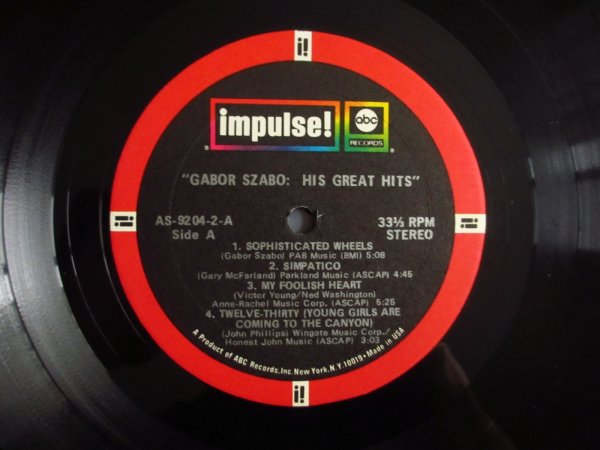 i!
impulse!
abc
RECORDS
"GABOR SZABO: HIS GREAT HITS"
AS-9204-2-A
Side A
33⅓ RPM
STEREO
1. SOPHISTICATED WHEELS
(Gabor Szabo) PAB Music (BMI) 5:08
2. SIMPATICO
(Gary McFarland) Parkland Music (ASCAP) 4:45
3. MY FOOLISH HEART
(Victor Young/Ned Washington)
Anne-Rachel Music Corp. (ASCAP) 5:25
4. TWELVE-THIRTY (YOUNG GIRLS ARE
COMING TO THE CANYON)
(John Phillips) Wingate Music Corp./
Honest John Music (ASCAP) 3:03
A Product of ABC Records, Inc. New York, N.Y. 10019 • Made in USA
i!
i!
i!